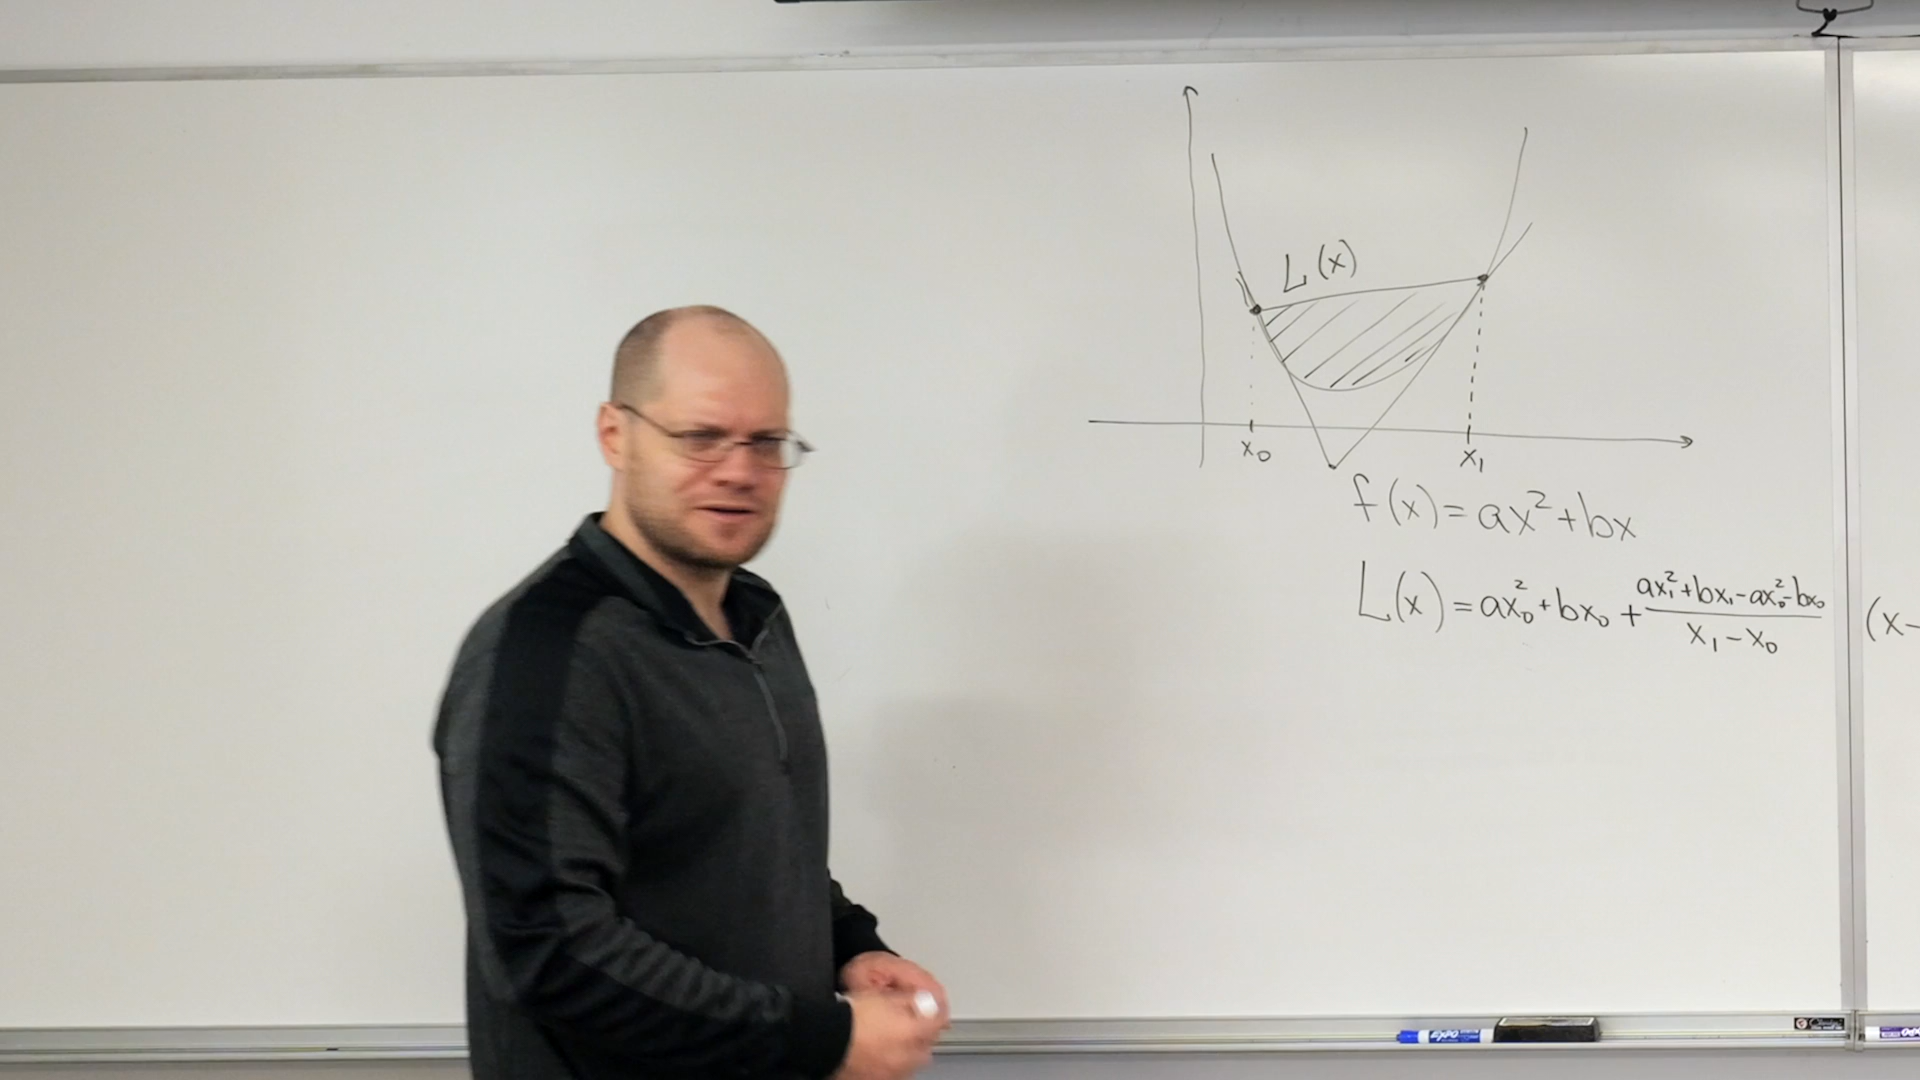 L(x)
x₀ x₁
f(x) = ax² + bx
L(x) = ax₀² + bx₀ + (ax₁² + bx₁ - ax₀² - bx₀)/(x₁ - x₀) (x-
EXPO